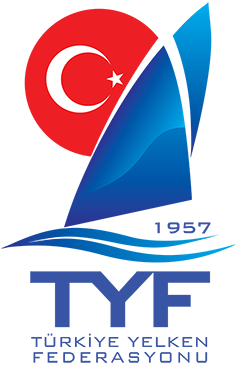 1957
TYF
TÜRKİYE YELKEN
FEDERASYONU